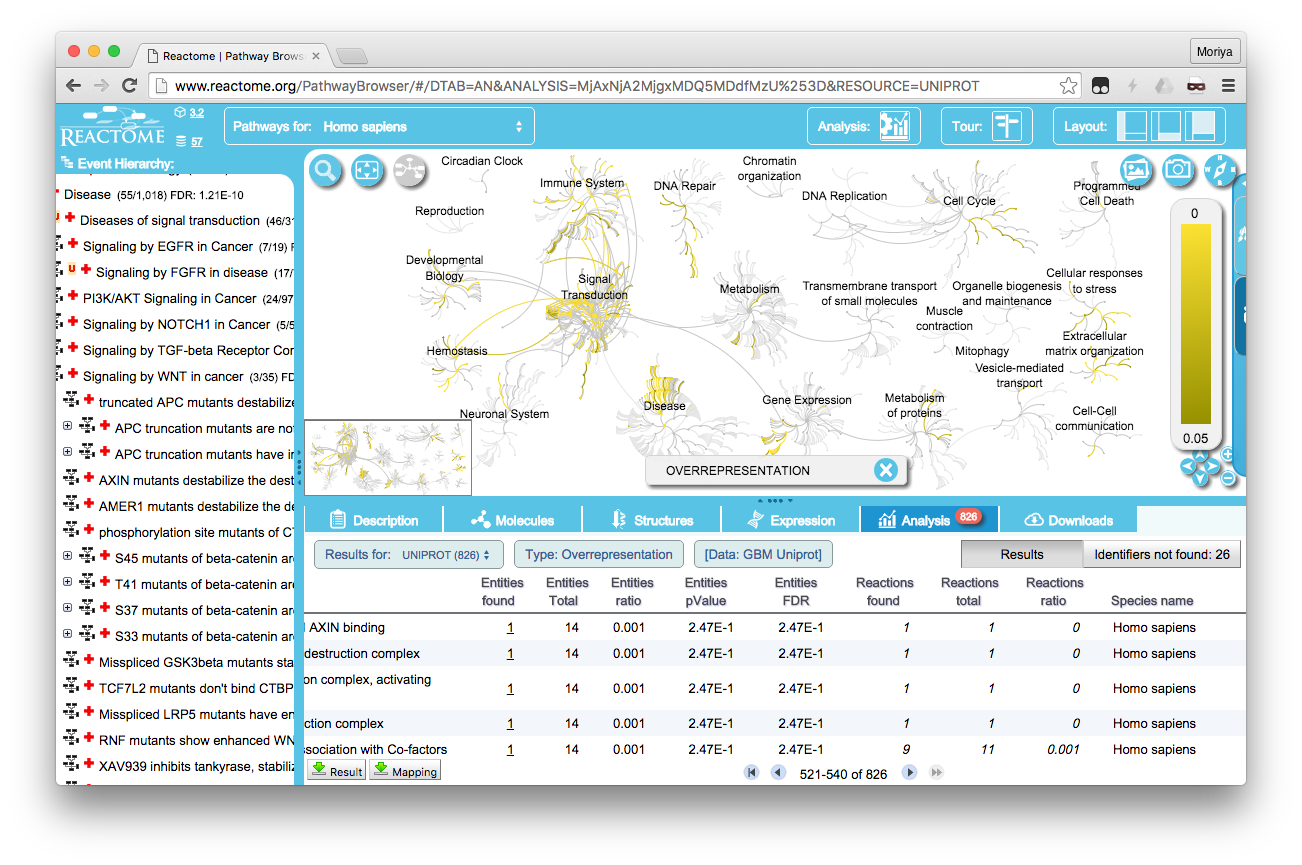 Reactome | Pathway Brows
Moriya
www.reactome.org/PathwayBrowser/#/DTAB=AN&ANALYSIS=MjAxNjA2MjgxMDQ5MDdfMzU%253D&RESOURCE=UNIPROT
REACTOME
3.2
57
Pathways for: Homo sapiens
Analysis:
Tour:
Layout:
Event Hierarchy:
Disease (55/1,018) FDR: 1.21E-10
Diseases of signal transduction (46/31
Signaling by EGFR in Cancer (7/19) F
Signaling by FGFR in disease (17/
PI3K/AKT Signaling in Cancer (24/97
Signaling by NOTCH1 in Cancer (5/5
Signaling by TGF-beta Receptor Cor
Signaling by WNT in cancer (3/35) FD
truncated APC mutants destabilize
APC truncation mutants are no
APC truncation mutants have i
AXIN mutants destabilize the dest
AMER1 mutants destabilize the de
phosphorylation site mutants of CT
S45 mutants of beta-catenin ar
T41 mutants of beta-catenin are
S37 mutants of beta-catenin ar
S33 mutants of beta-catenin ar
Misspliced GSK3beta mutants sta
TCF7L2 mutants don't bind CTBP
Misspliced LRP5 mutants have en
RNF mutants show enhanced WN
XAV939 inhibits tankyrase, stabiliz
Circadian Clock
Immune System
DNA Repair
Chromatin
organization
DNA Replication
Cell Cycle
Programmed
Cell Death
Reproduction
Developmental
Biology
Signal
Transduction
Metabolism
Transmembrane transport
of small molecules
Organelle biogenesis
and maintenance
Cellular responses
to stress
Muscle
contraction
Extracellular
matrix organization
Hemostasis
Mitophagy
Vesicle-mediated
transport
Neuronal System
Disease
Gene Expression
Metabolism
of proteins
Cell-Cell
communication
0
0.05
OVERREPRESENTATION
Description
Molecules
Structures
Expression
Analysis 826
Downloads
Results for: UNIPROT (826)
Type: Overrepresentation
[Data: GBM Uniprot]
Results
Identifiers not found: 26
Entities found Entities Total Entities ratio Entities pValue Entities FDR Reactions found Reactions total Reactions ratio Species name
AXIN binding 1 14 0.001 2.47E-1 2.47E-1 1 1 0 Homo sapiens
destruction complex 1 14 0.001 2.47E-1 2.47E-1 1 1 0 Homo sapiens
on complex, activating 1 14 0.001 2.47E-1 2.47E-1 1 1 0 Homo sapiens
ction complex 1 14 0.001 2.47E-1 2.47E-1 1 1 0 Homo sapiens
ssociation with Co-factors 1 14 0.001 2.47E-1 2.47E-1 9 11 0.001 Homo sapiens
Result
Mapping
521-540 of 826